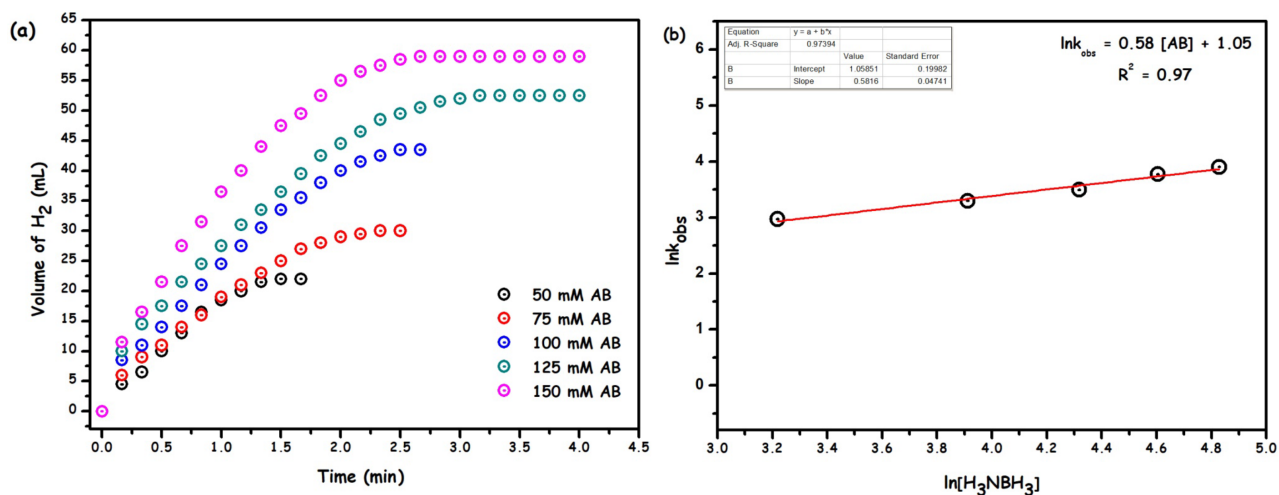 (a)
Volume of H2 (mL)
65
60
55
50
45
40
35
30
25
20
15
10
5
0
50 mM AB
75 mM AB
100 mM AB
125 mM AB
150 mM AB
0.0 0.5 1.0 1.5 2.0 2.5 3.0 3.5 4.0 4.5
Time (min)
(b)
Equation y = a + b*x
Adj. R-Square 0.97394
Value Standard Error
B Intercept 1.05851 0.19982
B Slope 0.5816 0.04741
lnkobs = 0.58 [AB] + 1.05
R2 = 0.97
lnkobs
6
5
4
3
2
1
0
3.0 3.2 3.4 3.6 3.8 4.0 4.2 4.4 4.6 4.8 5.0
ln[H3NBH3]